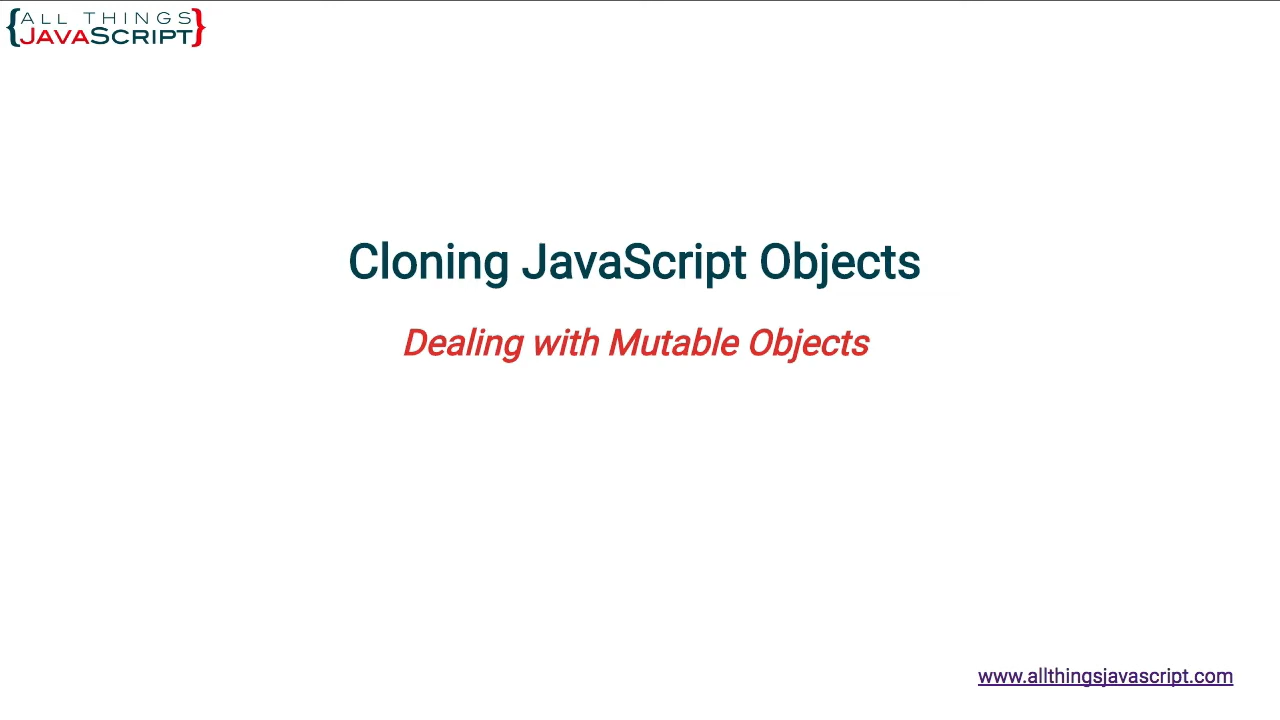 {ALL THINGS
JAVASCRIPT}
Cloning JavaScript Objects
Dealing with Mutable Objects
www.allthingsjavascript.com